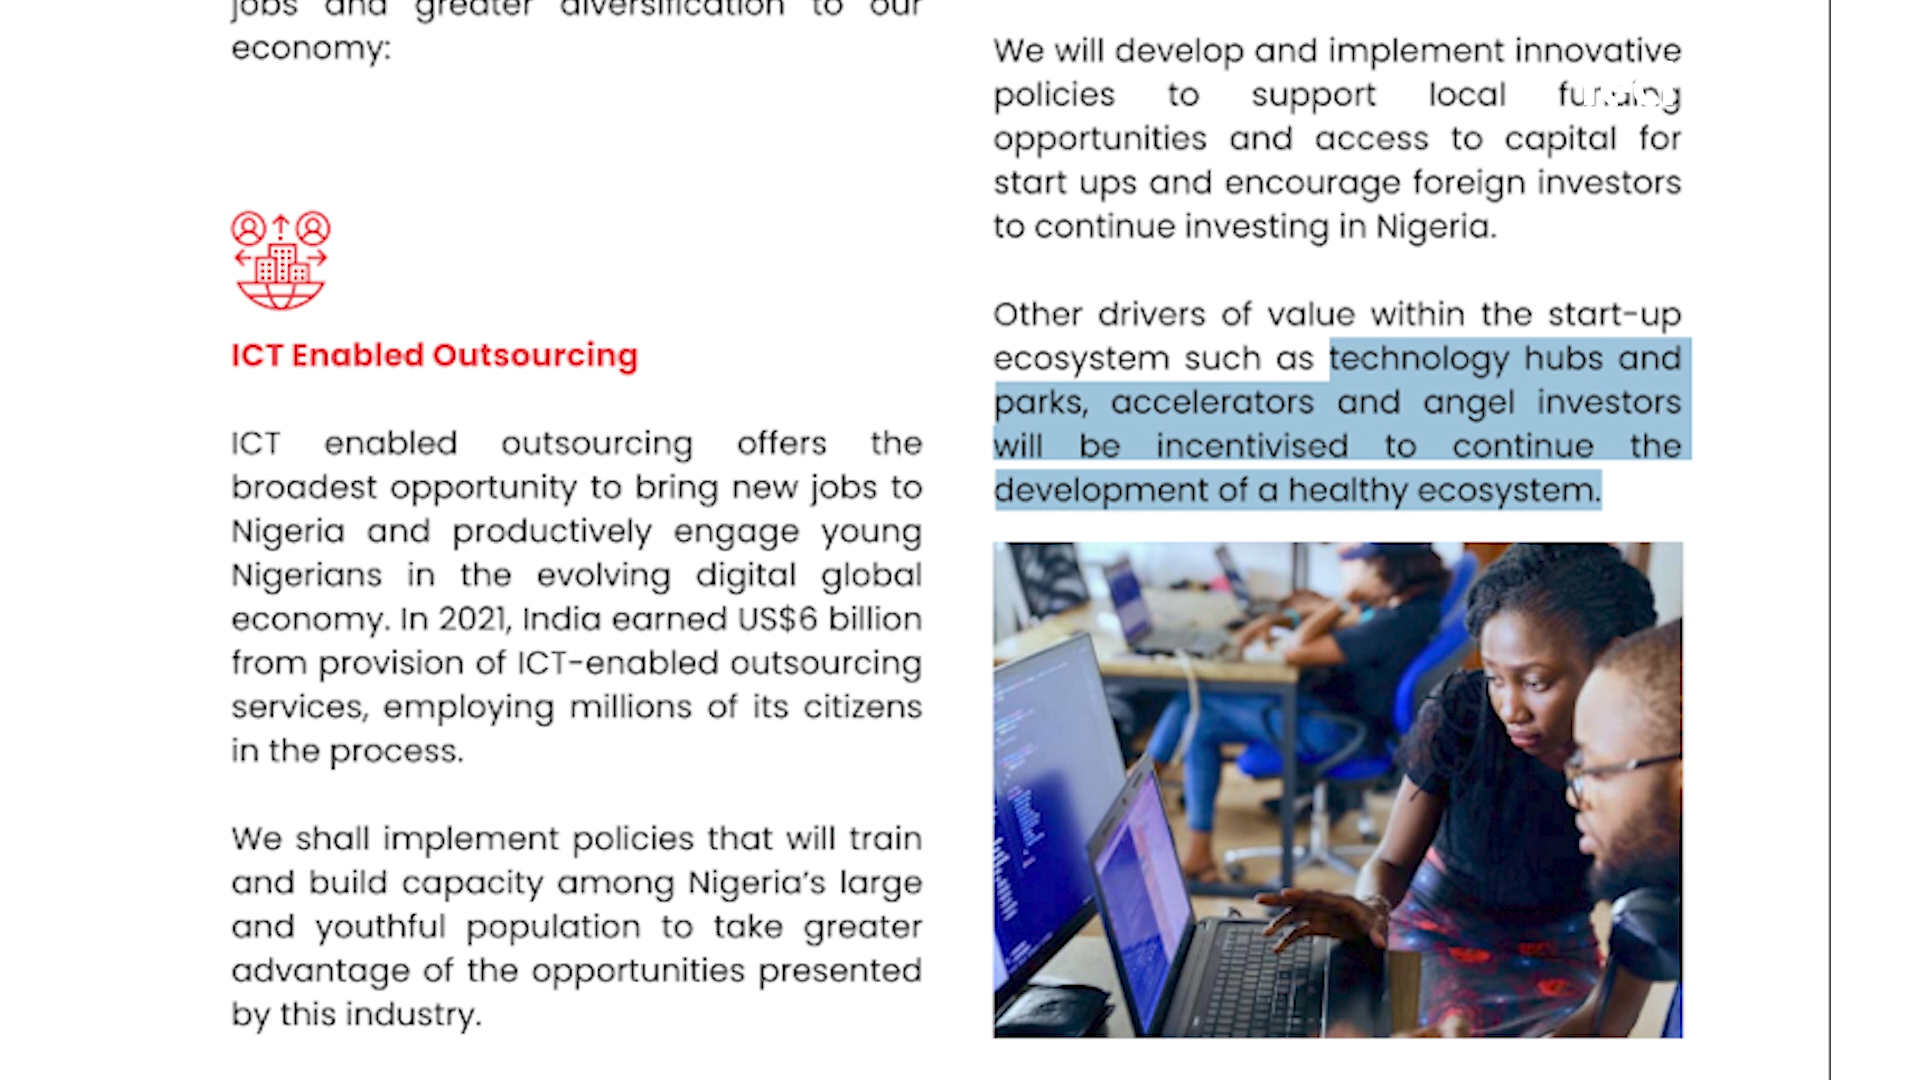 jobs and greater diversification to our
economy:
ICT Enabled Outsourcing
ICT enabled outsourcing offers the
broadest opportunity to bring new jobs to
Nigeria and productively engage young
Nigerians in the evolving digital global
economy. In 2021, India earned US$6 billion
from provision of ICT-enabled outsourcing
services, employing millions of its citizens
in the process.
We shall implement policies that will train
and build capacity among Nigeria's large
and youthful population to take greater
advantage of the opportunities presented
by this industry.
We will develop and implement innovative
policies to support local funding
opportunities and access to capital for
start ups and encourage foreign investors
to continue investing in Nigeria.
Other drivers of value within the start-up
ecosystem such as technology hubs and
parks, accelerators and angel investors
will be incentivised to continue the
development of a healthy ecosystem.